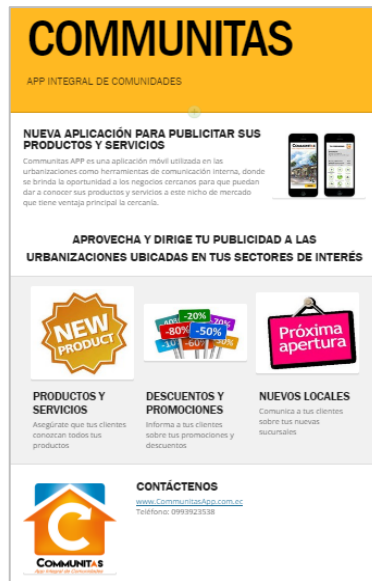 COMMUNITAS
APP INTEGRAL DE COMUNIDADES
NUEVA APLICACIÓN PARA PUBLICITAR SUS
PRODUCTOS Y SERVICIOS
Communitas APP es una aplicación móvil utilizada en las
urbanizaciones como herramientas de comunicación interna, donde
se brinda la oportunidad a los negocios cercanos para que puedan
dar a conocer sus productos y servicios a este nicho de mercado
que tiene ventaja principal la cercanía.
APROVECHA Y DIRIGE TU PUBLICIDAD A LAS
URBANIZACIONES UBICADAS EN TUS SECTORES DE INTERÉS
NEW
PRODUCT
-20%
-80%
-50%
Próxima
apertura
PRODUCTOS Y
SERVICIOS
Asegúrate que tus clientes
conozcan todos tus
productos
DESCUENTOS Y
PROMOCIONES
Informa a tus clientes
sobre tus promociones y
descuentos
NUEVOS LOCALES
Comunica a tus clientes
sobre tus nuevas
sucursales
COMMUNITAS
App Integral de Comunidades
CONTÁCTENOS
www.CommunitasApp.com.ec
Teléfono: 0993923538